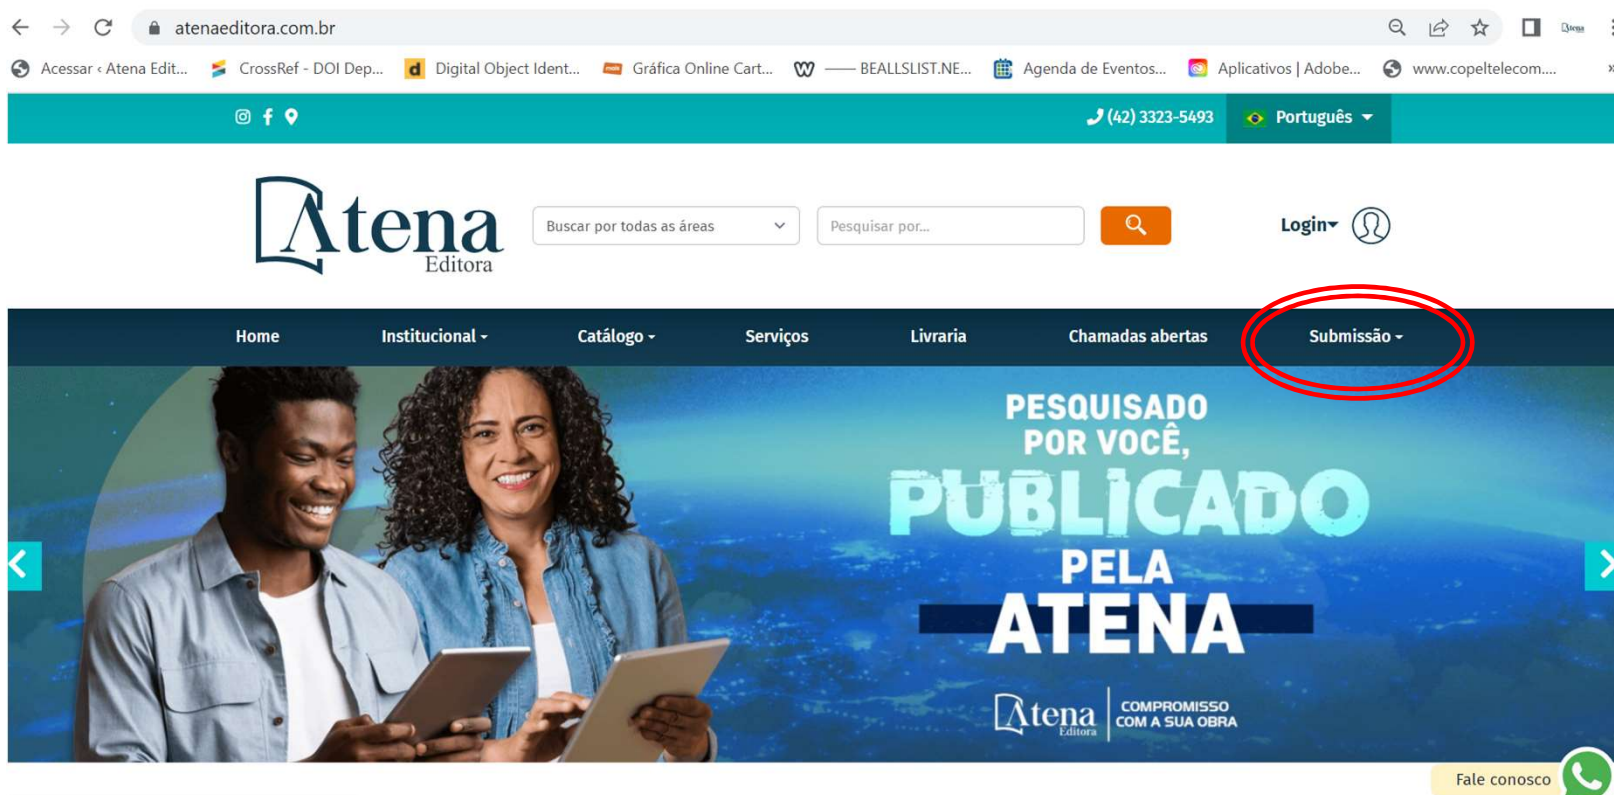 atenaeditora.com.br
Acessar ‹ Atena Edit... CrossRef - DOI Dep... d Digital Object Ident... Gráfica Online Cart... W —— BEALLSLIST.NE... Agenda de Eventos... Aplicativos | Adobe... www.copeltelecom.... »
(42) 3323-5493 Português
Atena
Editora
Buscar por todas as áreas Pesquisar por... Login
Home Institucional Catálogo Serviços Livraria Chamadas abertas Submissão
PESQUISADO
POR VOCÊ,
PUBLICADO
PELA
ATENA
Atena
Editora
COMPROMISSO
COM A SUA OBRA
Fale conosco